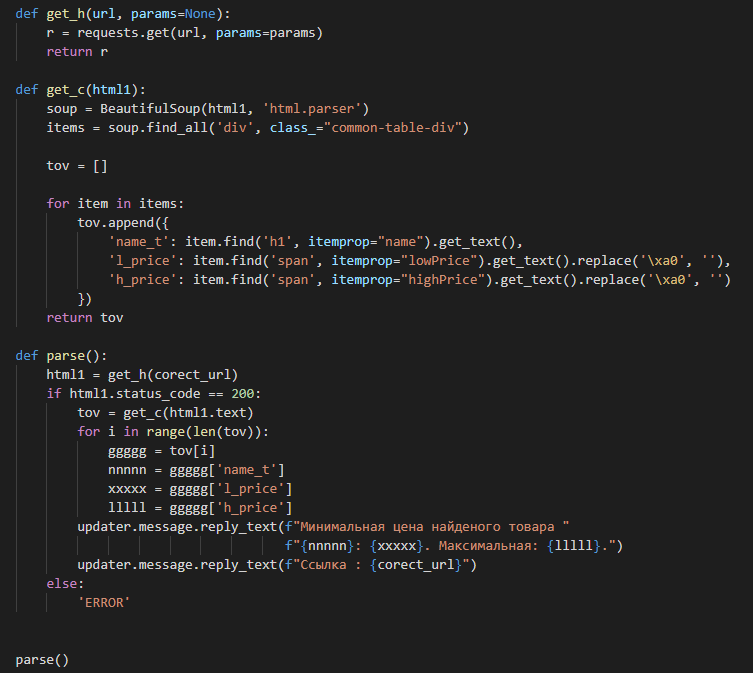 def get_h(url, params=None):
    r = requests.get(url, params=params)
    return r

def get_c(html1):
    soup = BeautifulSoup(html1, 'html.parser')
    items = soup.find_all('div', class_="common-table-div")

    tov = []

    for item in items:
        tov.append({
            'name_t': item.find('h1', itemprop="name").get_text(),
            'l_price': item.find('span', itemprop="lowPrice").get_text().replace('\xa0', ''),
            'h_price': item.find('span', itemprop="highPrice").get_text().replace('\xa0', '')
        })
    return tov

def parse():
    html1 = get_h(corect_url)
    if html1.status_code == 200:
        tov = get_c(html1.text)
        for i in range(len(tov)):
            ggggg = tov[i]
            nnnnn = ggggg['name_t']
            xxxxx = ggggg['l_price']
            lllll = ggggg['h_price']
        updater.message.reply_text(f"Минимальная цена найденого товара "
                                   f"{nnnnn}: {xxxxx}. Максимальная: {lllll}.")
        updater.message.reply_text(f"Ссылка : {corect_url}")
    else:
        'ERROR'


parse()